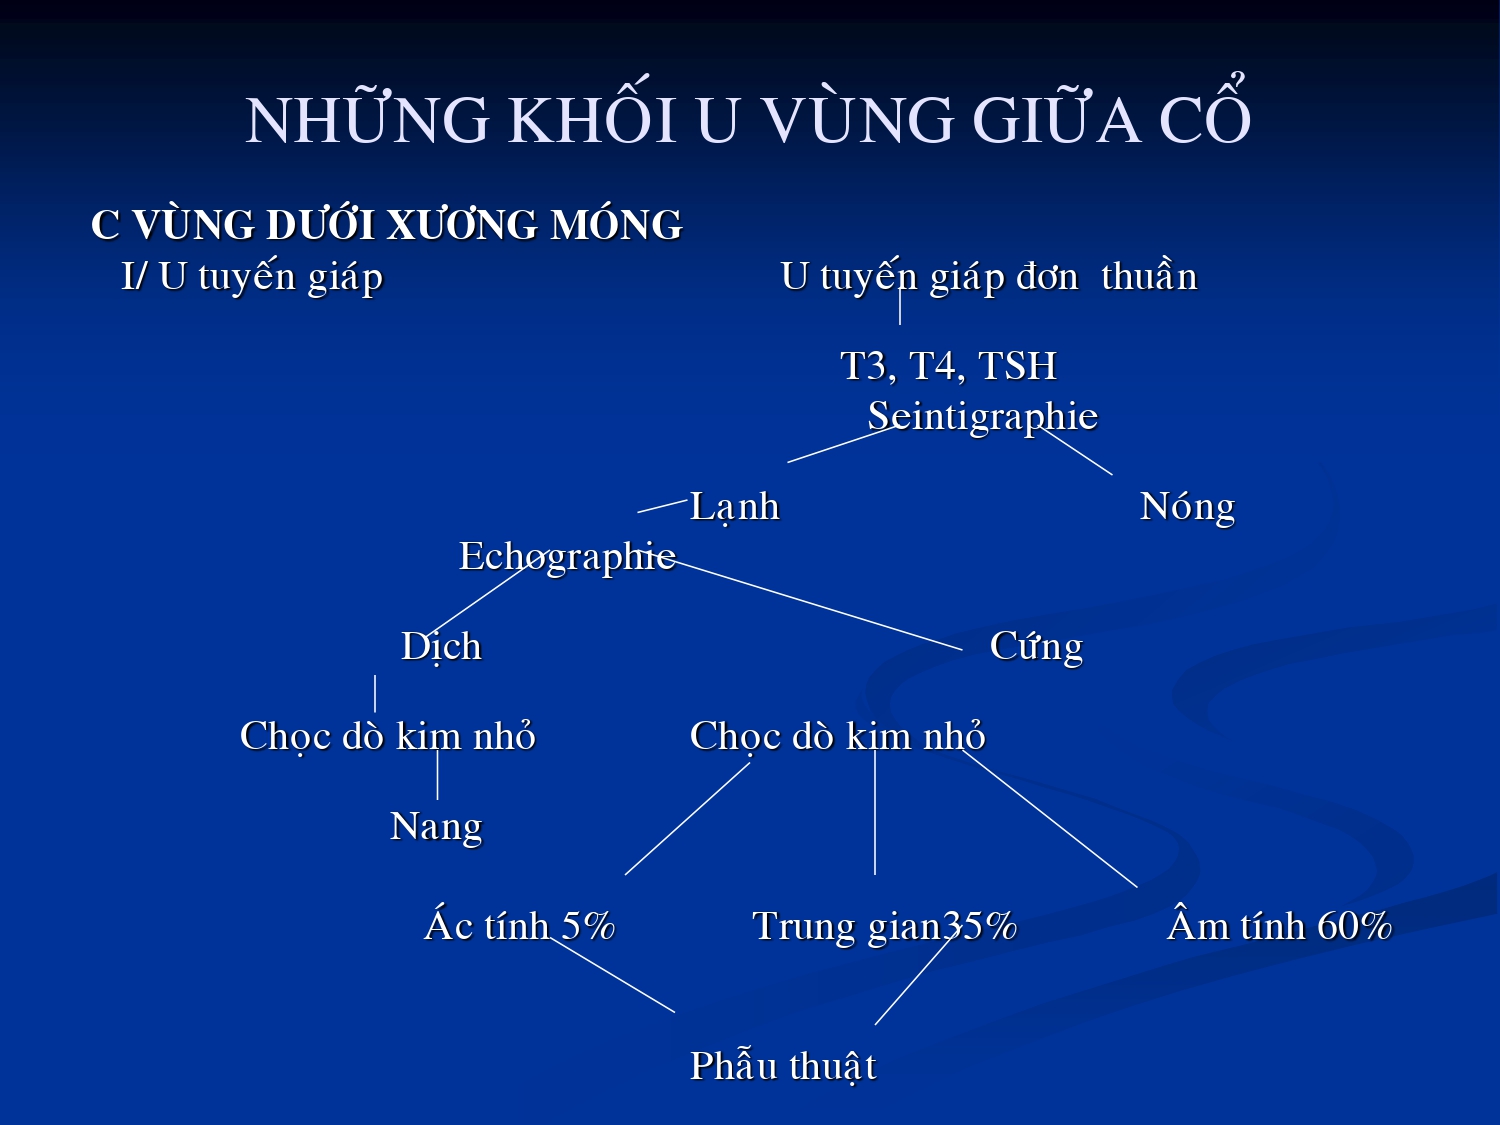 NHỮNG KHỐI U VÙNG GIỮA CỔ
C VÙNG DƯỚI XƯƠNG MÓNG
I/ U tuyến giáp U tuyến giáp đơn thuần
T3, T4, TSH
Seintigraphie
Lạnh Nóng
Echographie
Dịch Cứng
Chọc dò kim nhỏ Chọc dò kim nhỏ
Nang
Ác tính 5% Trung gian35% Âm tính 60%
Phẫu thuật